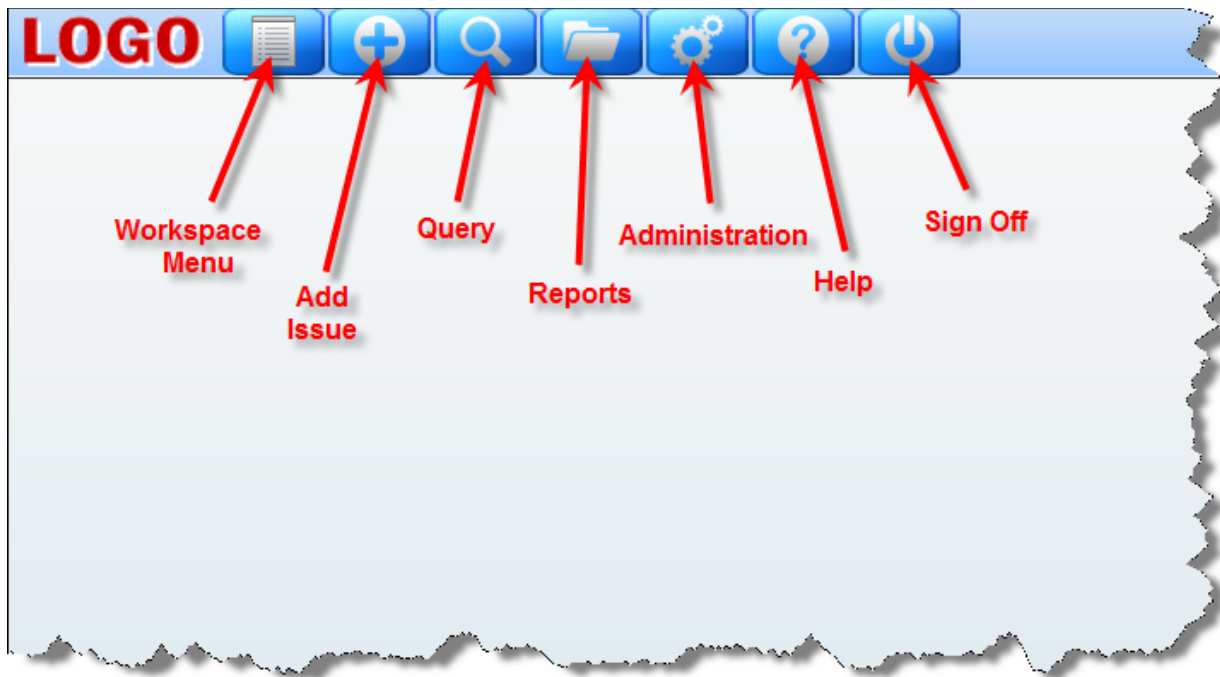 LOGO
Workspace
Menu
Add
Issue
Query
Reports
Administration
Help
Sign Off